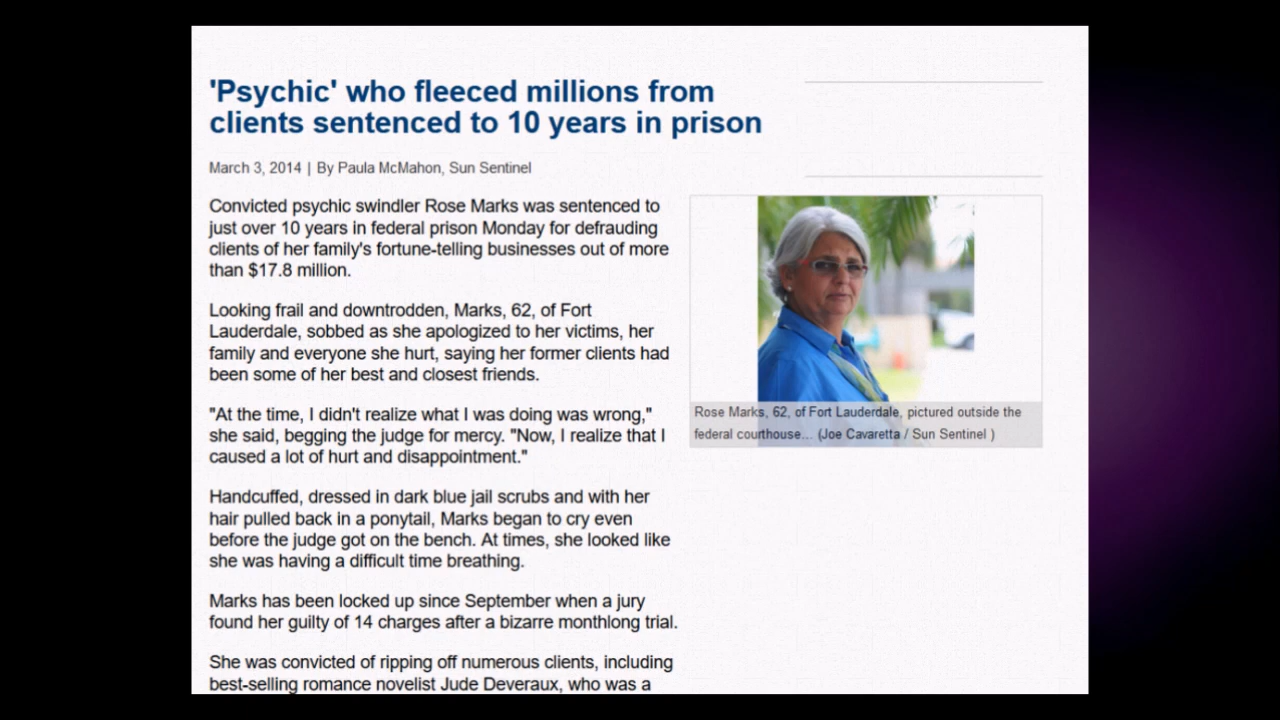 'Psychic' who fleeced millions from
clients sentenced to 10 years in prison
March 3, 2014 | By Paula McMahon, Sun Sentinel
Convicted psychic swindler Rose Marks was sentenced to
just over 10 years in federal prison Monday for defrauding
clients of her family's fortune-telling businesses out of more
than $17.8 million.
Looking frail and downtrodden, Marks, 62, of Fort
Lauderdale, sobbed as she apologized to her victims, her
family and everyone she hurt, saying her former clients had
been some of her best and closest friends.
"At the time, I didn't realize what I was doing was wrong,"
she said, begging the judge for mercy. "Now, I realize that I
caused a lot of hurt and disappointment."
Handcuffed, dressed in dark blue jail scrubs and with her
hair pulled back in a ponytail, Marks began to cry even
before the judge got on the bench. At times, she looked like
she was having a difficult time breathing.
Marks has been locked up since September when a jury
found her guilty of 14 charges after a bizarre monthlong trial.
She was convicted of ripping off numerous clients, including
best-selling romance novelist Jude Deveraux, who was a
Rose Marks, 62, of Fort Lauderdale, pictured outside the
federal courthouse... (Joe Cavaretta / Sun Sentinel )